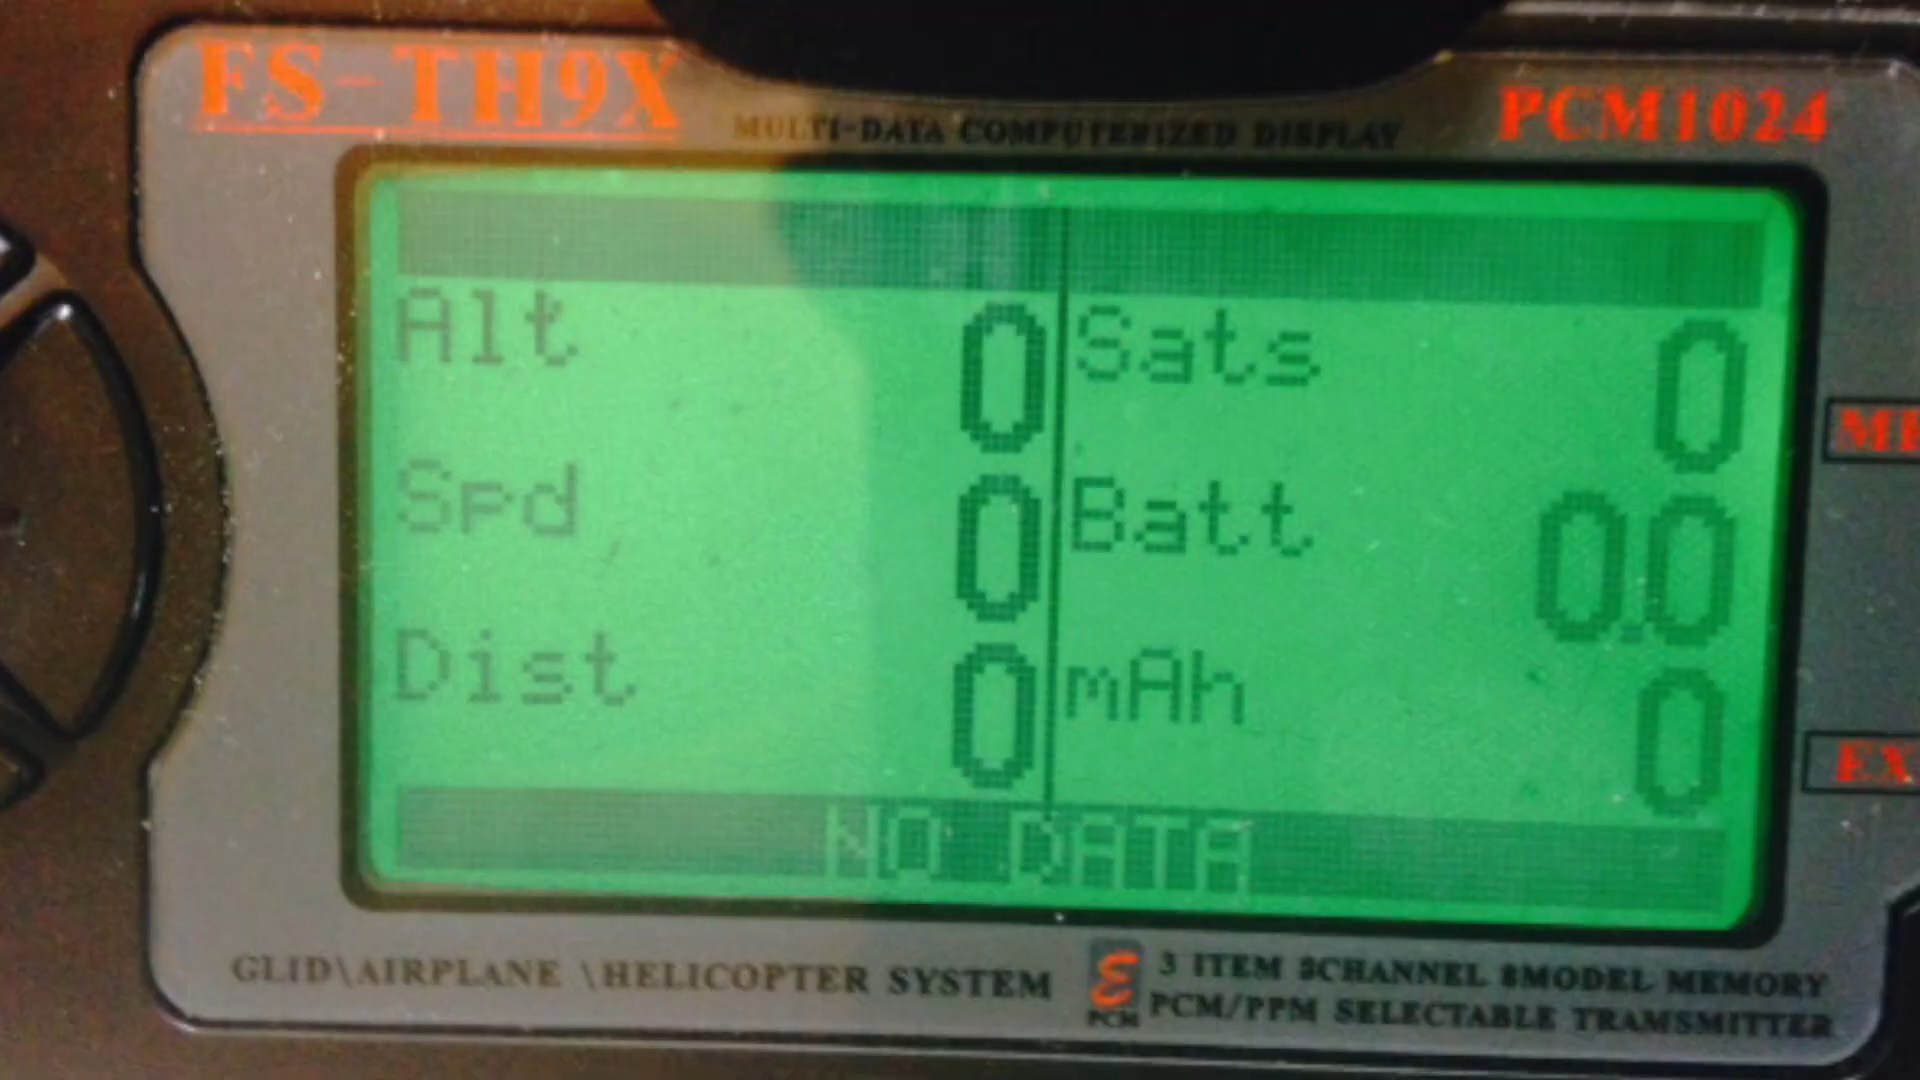 FS-TH9X
MULTI-DATA COMPUTERIZED DISPLAY
PCM1024
Alt 0
Sats 0
Spd 0
Batt 0.0
Dist 0
mAh 0
NO DATA
GLID\AIRPLANE \HELICOPTER SYSTEM
3 ITEM 8CHANNEL 8MODEL MEMORY
PCM
PCM/PPM SELECTABLE TRAMSMITTER